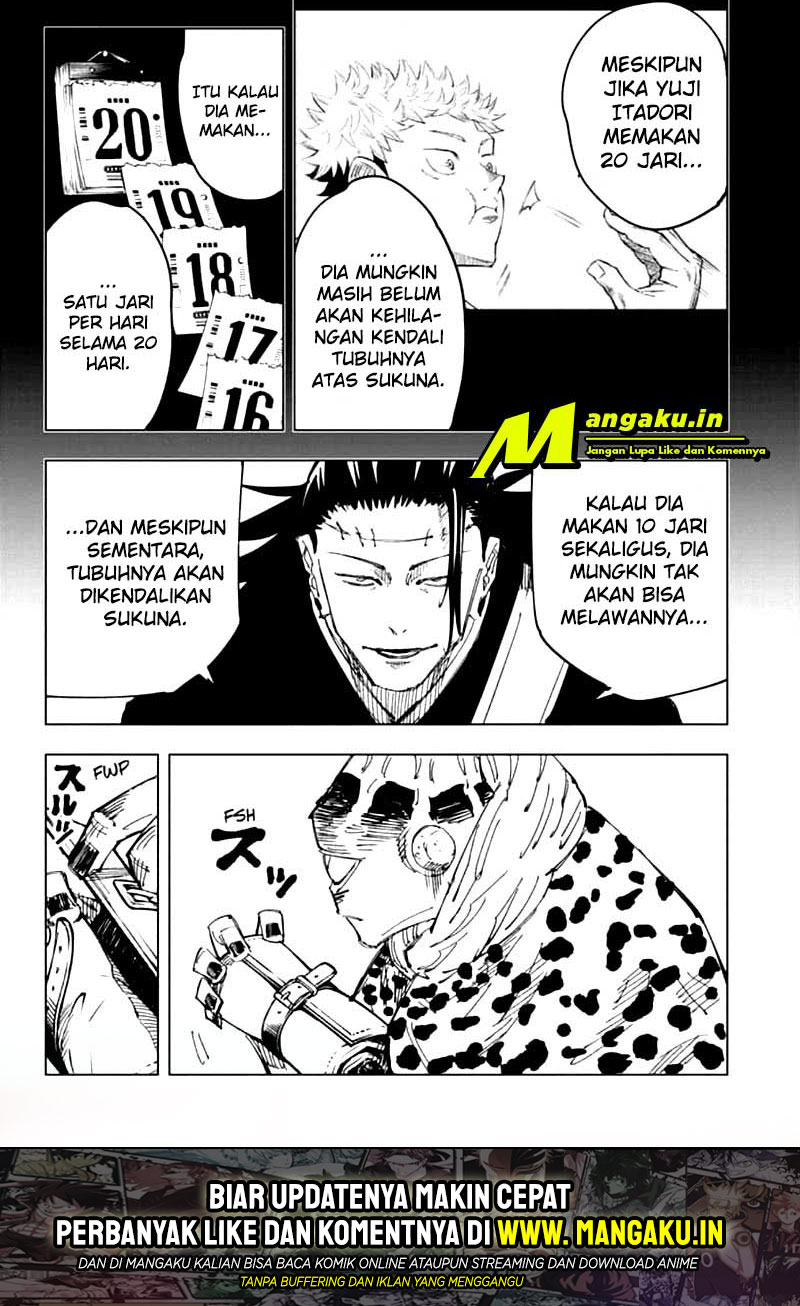 MESKIPUN
JIKA YUJI
ITADORI
MEMAKAN
20 JARI...
...
DIA MUNGKIN
MASIH BELUM
AKAN KEHILA-
NGAN KENDALI
TUBUHNYA
ATAS SUKUNA.
ITU KALAU
DIA ME-
MAKAN...
...
SATU JARI
PER HARI
SELAMA 20
HARI.
20
19
18
17
16
Mangaku.in
Jangan Lupa Like dan Komennya
KALAU DIA
MAKAN 10 JARI
SEKALIGUS, DIA
MUNGKIN TAK
AKAN BISA
MELAWANNYA...
...DAN MESKIPUN
SEMENTARA,
TUBUHNYA AKAN
DIKENDALIKAN
SUKUNA.
FSH
スッ
FWP
スルッ
BIAR UPDATENYA MAKIN CEPAT
PERBANYAK LIKE DAN KOMENTNYA DI WWW. MANGAKU.IN
DAN DI MANGAKU KALIAN BISA BACA KOMIK ONLINE ATAUPUN STREAMING DAN DOWNLOAD ANIME
TANPA BUFFERING DAN IKLAN YANG MENGGANGU